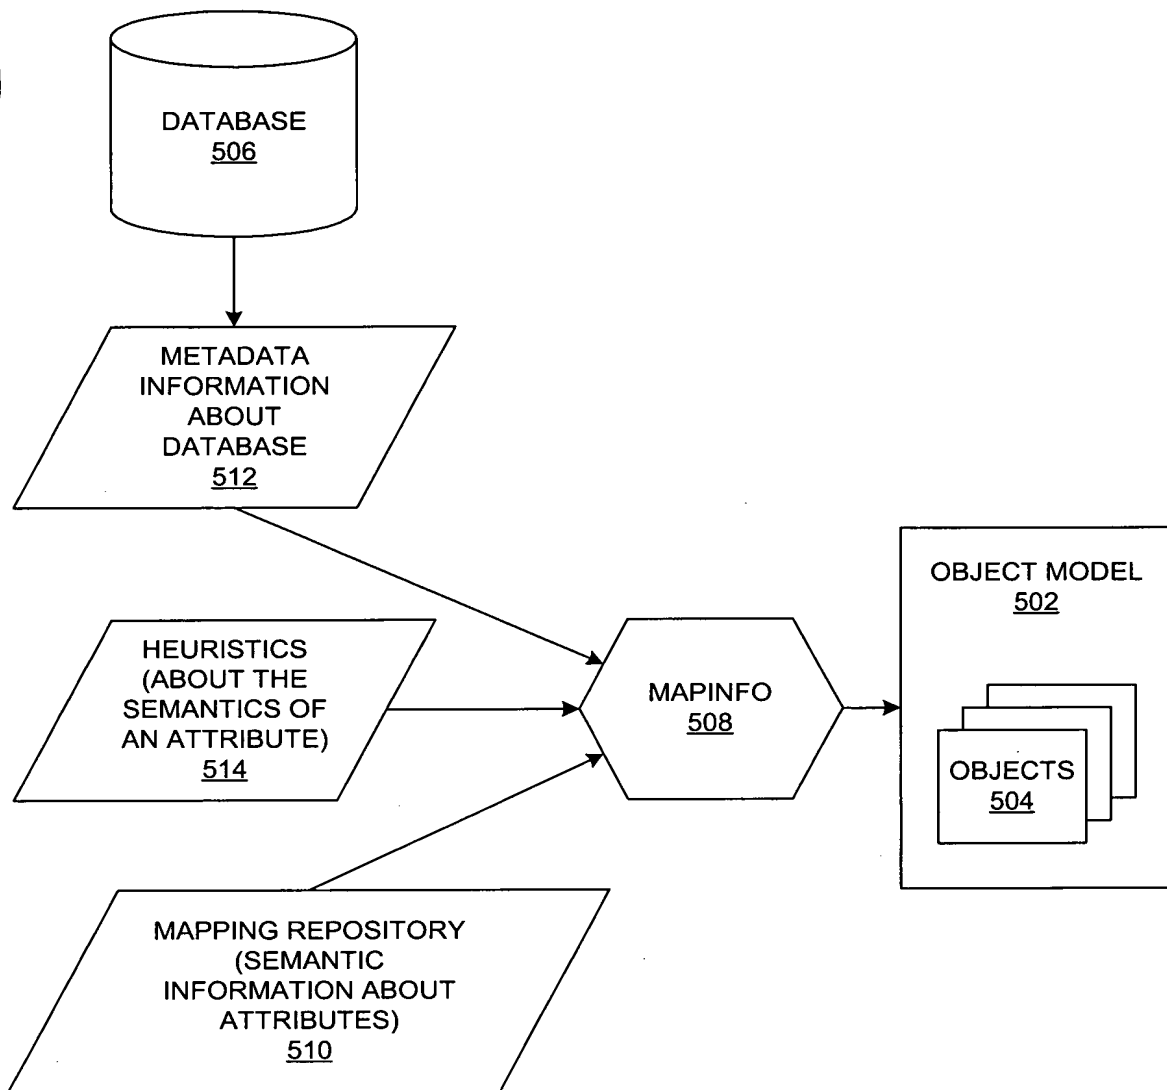 DATABASE
506
METADATA
INFORMATION
ABOUT
DATABASE
512
HEURISTICS
(ABOUT THE
SEMANTICS OF
AN ATTRIBUTE)
514
MAPPING REPOSITORY
(SEMANTIC
INFORMATION ABOUT
ATTRIBUTES)
510
MAPINFO
508
OBJECT MODEL
502
OBJECTS
504